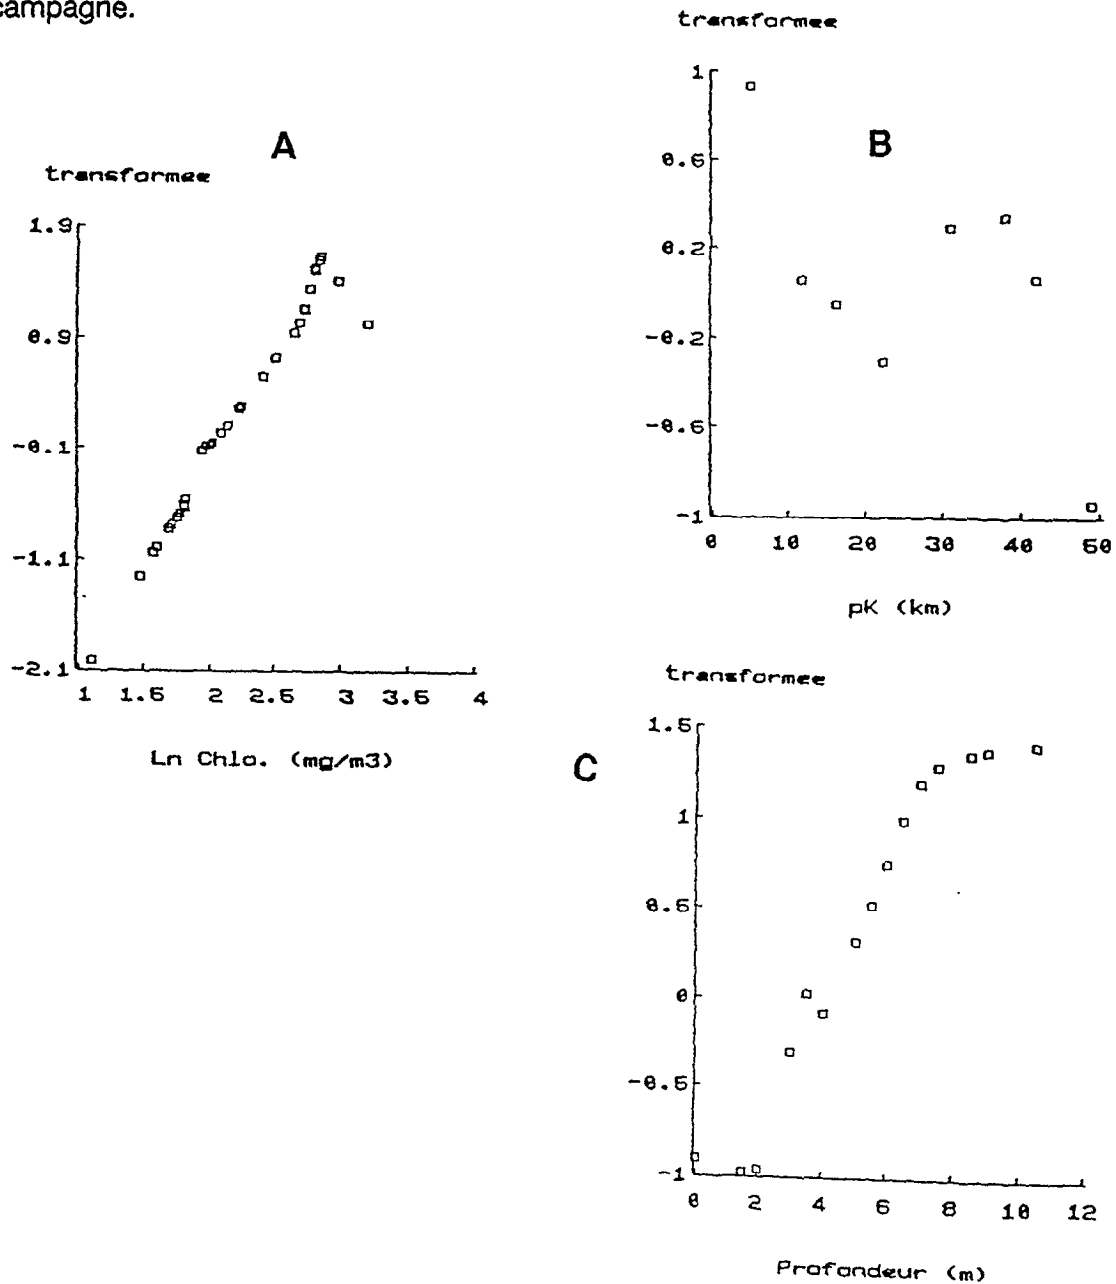 campagne.
A
transformee
1.9
0.9
-0.1
-1.1
-2.1
1 1.5 2 2.5 3 3.5 4
Ln Chlo. (mg/m3)
transformee
B
1
0.6
0.2
-0.2
-0.6
-1
0 10 20 30 40 50
pK (km)
C
transformee
1.5
1
0.5
0
-0.5
-1
0 2 4 6 8 10 12
Profondeur (m)